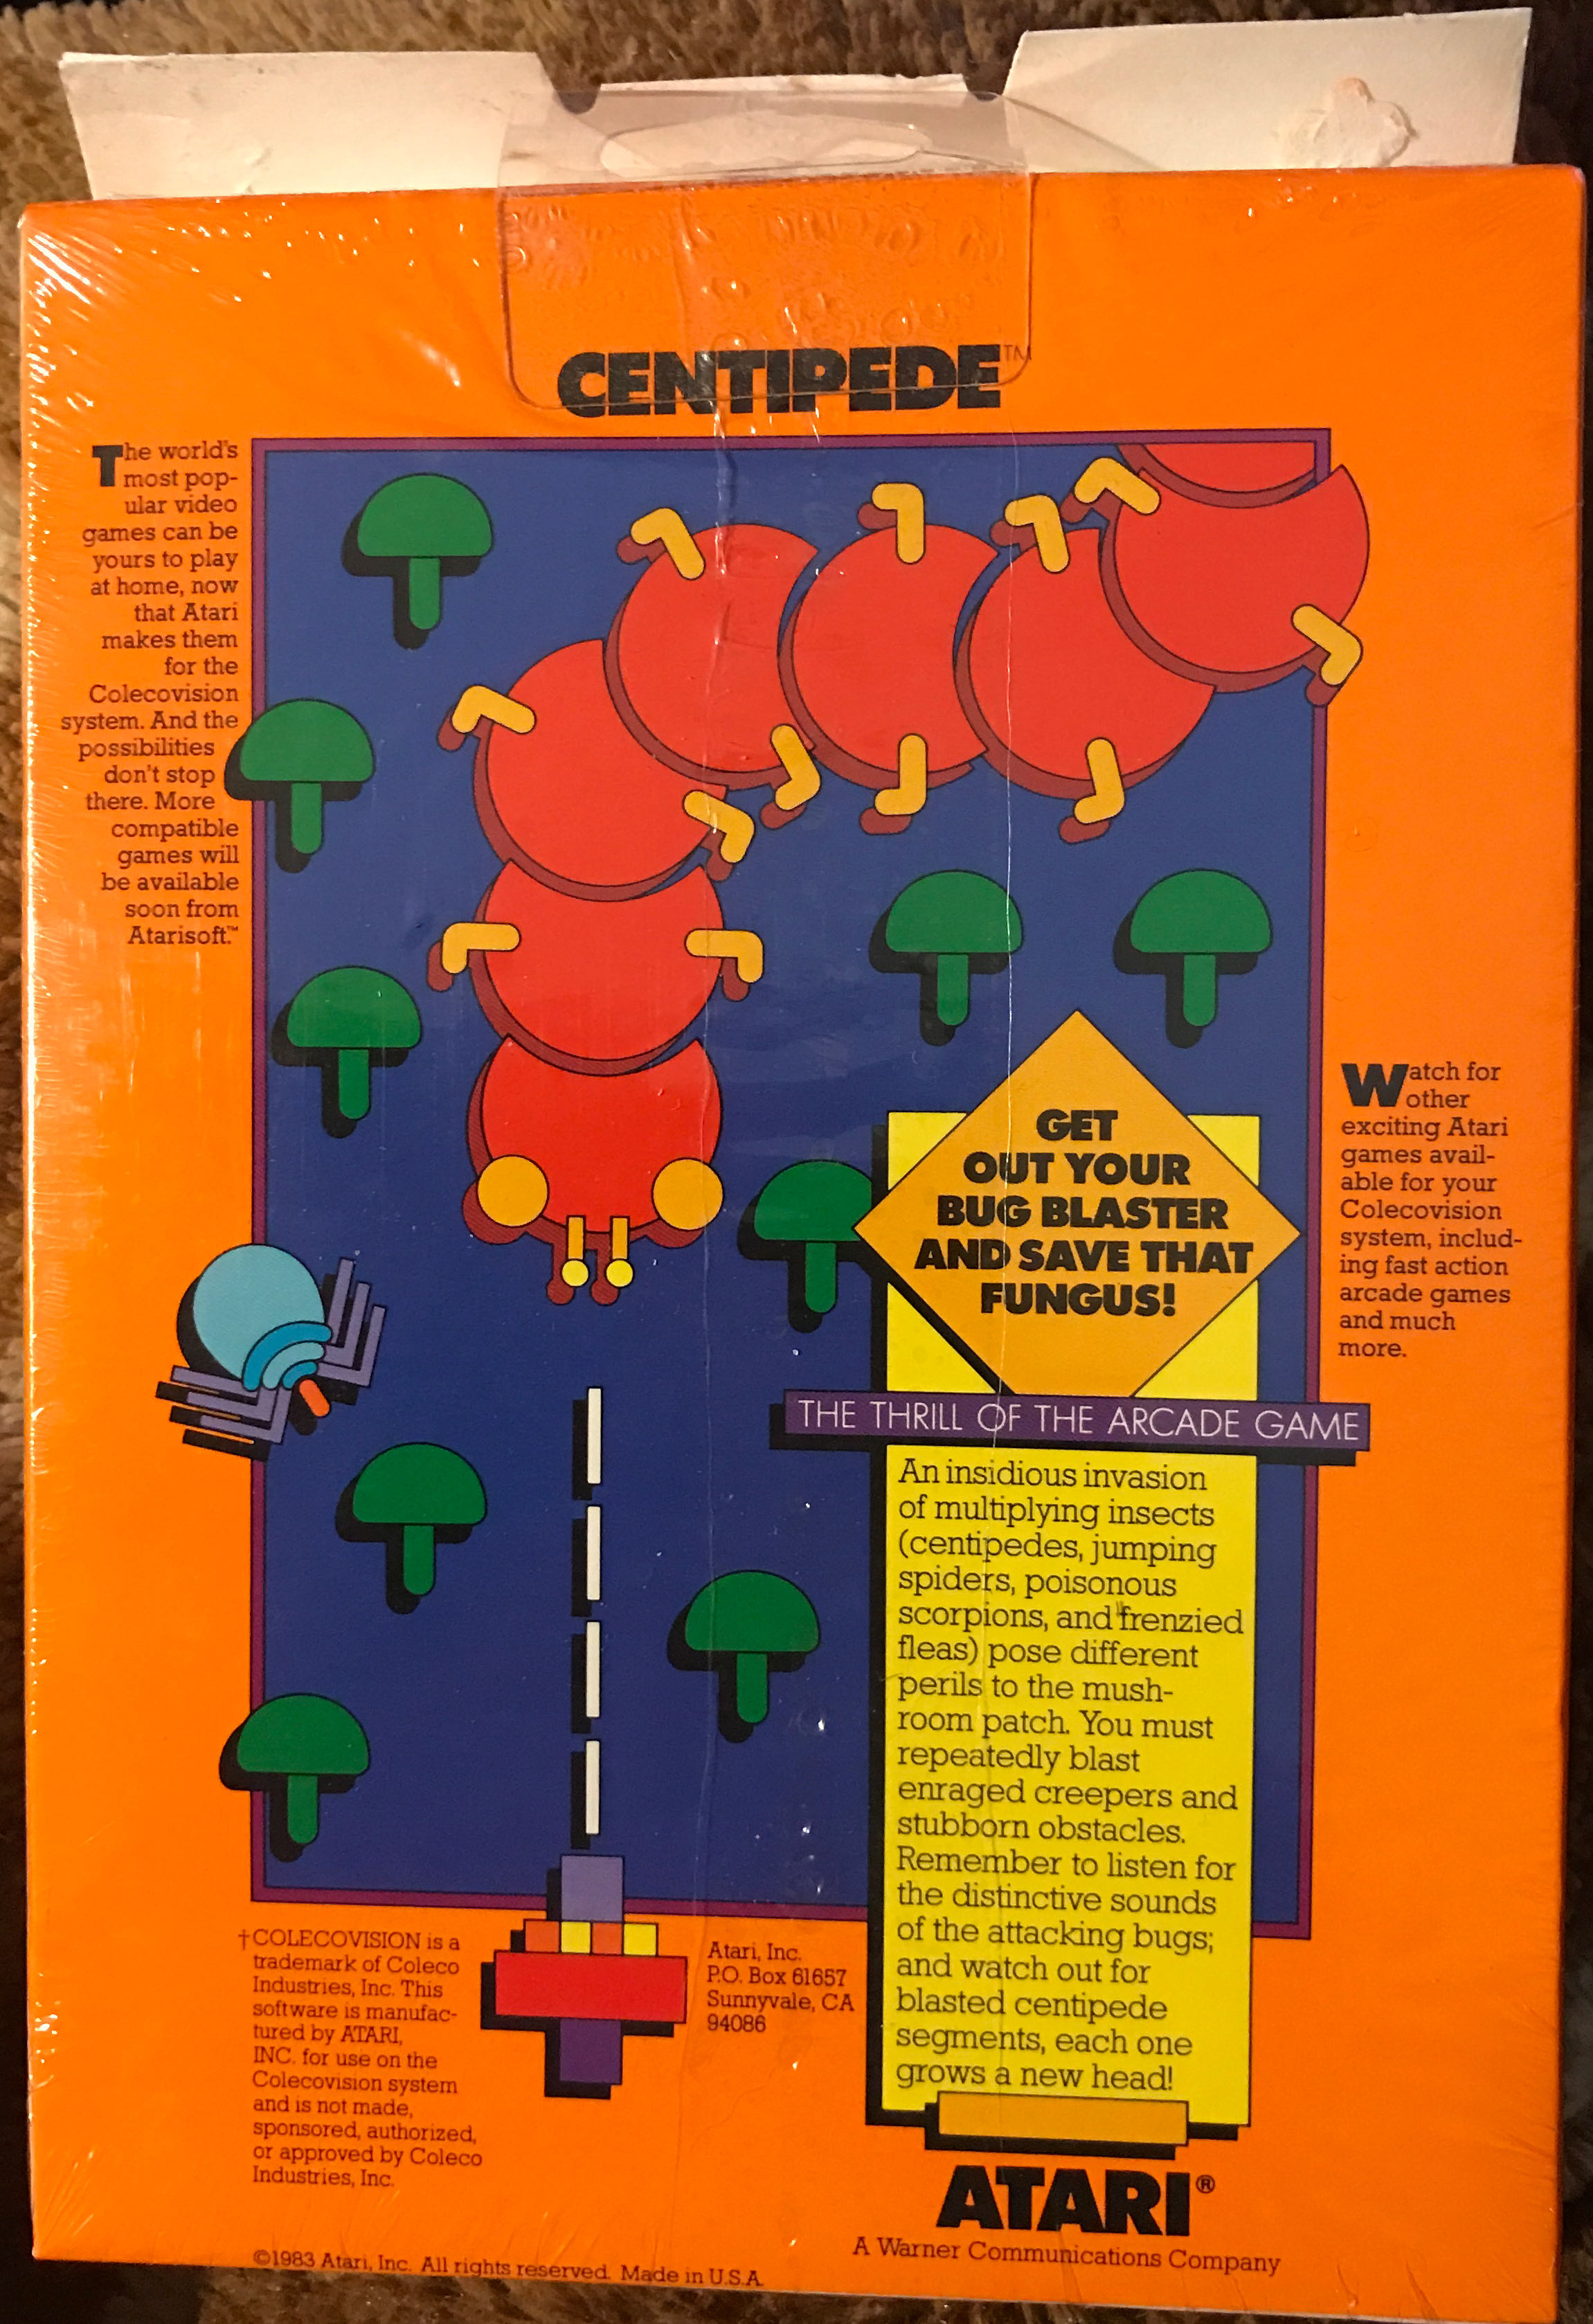 CENTIPEDE™
The world's
most pop-
ular video
games can be
yours to play
at home, now
that Atari
makes them
for the
Colecovision
system. And the
possibilities
don't stop
there. More
compatible
games will
be available
soon from
Atarisoft.™
Watch for
other
exciting Atari
games avail-
able for your
Colecovision
system, includ-
ing fast action
arcade games
and much
more.
GET
OUT YOUR
BUG BLASTER
AND SAVE THAT
FUNGUS!
THE THRILL OF THE ARCADE GAME
An insidious invasion
of multiplying insects
(centipedes, jumping
spiders, poisonous
scorpions, and frenzied
fleas) pose different
perils to the mush-
room patch. You must
repeatedly blast
enraged creepers and
stubborn obstacles.
Remember to listen for
the distinctive sounds
of the attacking bugs;
and watch out for
blasted centipede
segments, each one
grows a new head!
†COLECOVISION is a
trademark of Coleco
Industries, Inc. This
software is manufac-
tured by ATARI,
INC. for use on the
Colecovision system
and is not made,
sponsored, authorized,
or approved by Coleco
Industries, Inc.
Atari, Inc.
P.O. Box 61657
Sunnyvale, CA
94086
ATARI®
A Warner Communications Company
©1983 Atari, Inc. All rights reserved. Made in U.S.A.